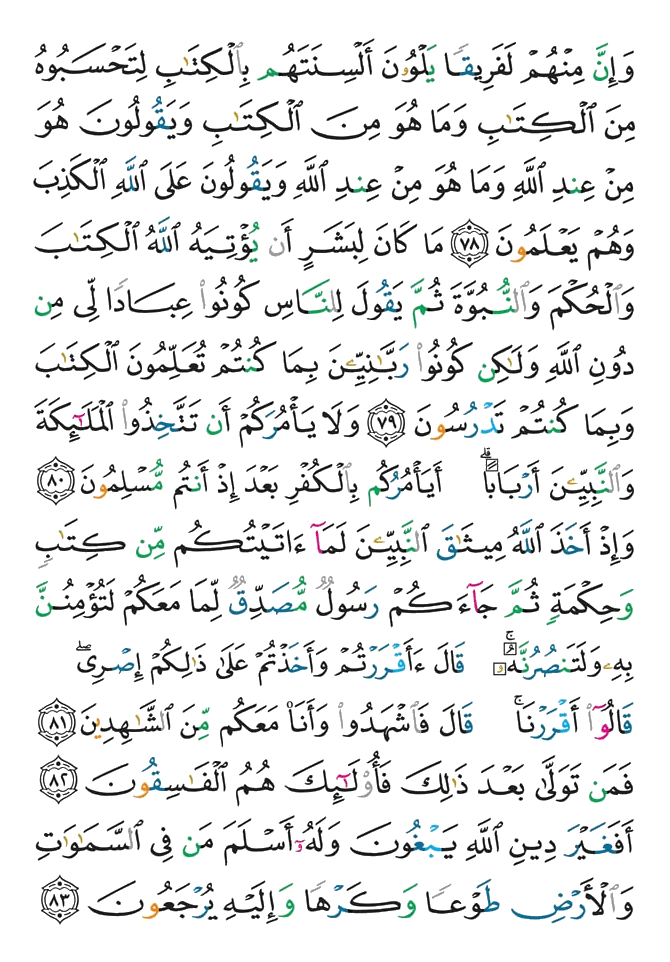 وَإِنَّ مِنْهُمْ لَفَرِيقًا يَلْوُۥنَ أَلْسِنَتَهُم بِٱلْكِتَٰبِ لِتَحْسَبُوهُ
مِنَ ٱلْكِتَٰبِ وَمَا هُوَ مِنَ ٱلْكِتَٰبِ وَيَقُولُونَ هُوَ
مِنْ عِندِ ٱللَّهِ وَمَا هُوَ مِنْ عِندِ ٱللَّهِ وَيَقُولُونَ عَلَى ٱللَّهِ ٱلْكَذِبَ
وَهُمْ يَعْلَمُونَ ٧٨ مَا كَانَ لِبَشَرٍ أَن يُؤْتِيَهُ ٱللَّهُ ٱلْكِتَٰبَ
وَٱلْحُكْمَ وَٱلنُّبُوَّةَ ثُمَّ يَقُولَ لِلنَّاسِ كُونُوا۟ عِبَادًا لِّى مِن
دُونِ ٱللَّهِ وَلَٰكِن كُونُوا۟ رَبَّٰنِيِّۦنَ بِمَا كُنتُمْ تُعَلِّمُونَ ٱلْكِتَٰبَ
وَبِمَا كُنتُمْ تَدْرُسُونَ ٧٩ وَلَا يَأْمُرَكُمْ أَن تَتَّخِذُوا۟ ٱلْمَلَٰٓئِكَةَ
وَٱلنَّبِيِّۦنَ أَرْبَابًا ۗ أَيَأْمُرُكُم بِٱلْكُفْرِ بَعْدَ إِذْ أَنتُم مُّسْلِمُونَ ٨٠
وَإِذْ أَخَذَ ٱللَّهُ مِيثَٰقَ ٱلنَّبِيِّۦنَ لَمَآ ءَاتَيْتُكُم مِّن كِتَٰبٍ
وَحِكْمَةٍ ثُمَّ جَآءَكُمْ رَسُولٌ مُّصَدِّقٌ لِّمَا مَعَكُمْ لَتُؤْمِنُنَّ
بِهِۦ وَلَتَنصُرُنَّهُۥ ۚ قَالَ ءَأَقْرَرْتُمْ وَأَخَذْتُمْ عَلَىٰ ذَٰلِكُمْ إِصْرِى ۖ
قَالُوٓا۟ أَقْرَرْنَا ۚ قَالَ فَٱشْهَدُوا۟ وَأَنَا۠ مَعَكُم مِّنَ ٱلشَّٰهِدِينَ ٨١
فَمَن تَوَلَّىٰ بَعْدَ ذَٰلِكَ فَأُو۟لَٰٓئِكَ هُمُ ٱلْفَٰسِقُونَ ٨٢
أَفَغَيْرَ دِينِ ٱللَّهِ يَبْغُونَ وَلَهُۥٓ أَسْلَمَ مَن فِى ٱلسَّمَٰوَٰتِ
وَٱلْأَرْضِ طَوْعًا وَكَرْهًا وَإِلَيْهِ يُرْجَعُونَ ٨٣